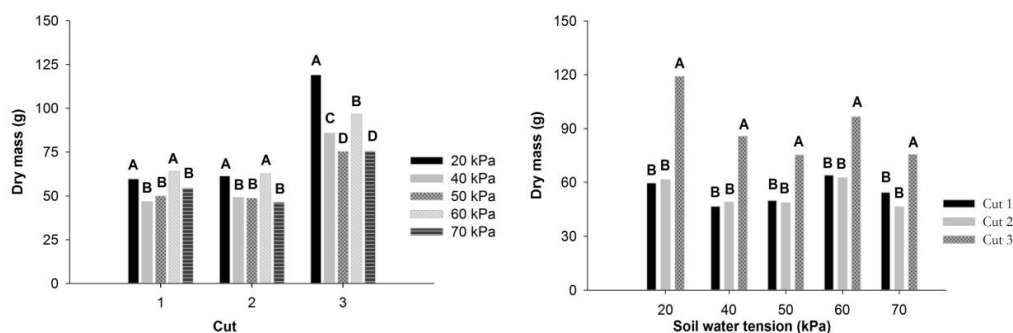 150
125
100
75
50
25
0
Dry mass (g)
A B B A B
A B B A B
A C D B D
1 2 3
Cut
20 kPa
40 kPa
50 kPa
60 kPa
70 kPa
150
120
90
60
30
0
Dry mass (g)
B B A
B B A
B B A
B B A
B B A
20 40 50 60 70
Soil water tension (kPa)
Cut 1
Cut 2
Cut 3